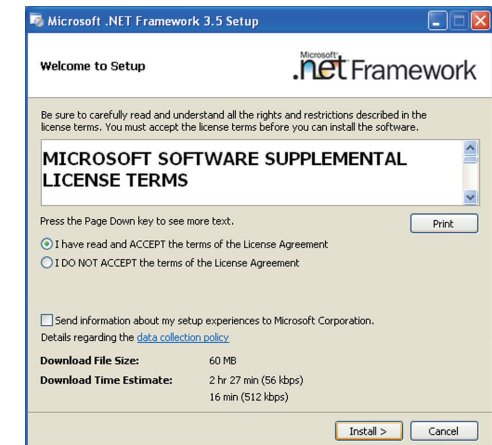 Microsoft .NET Framework 3.5 Setup
Welcome to Setup
Microsoft
.net Framework
Be sure to carefully read and understand all the rights and restrictions described in the
license terms. You must accept the license terms before you can install the software.
MICROSOFT SOFTWARE SUPPLEMENTAL
LICENSE TERMS
Press the Page Down key to see more text.
Print
I have read and ACCEPT the terms of the License Agreement
I DO NOT ACCEPT the terms of the License Agreement
Send information about my setup experiences to Microsoft Corporation.
Details regarding the data collection policy
Download File Size: 60 MB
Download Time Estimate: 2 hr 27 min (56 kbps)
16 min (512 kbps)
Install > Cancel